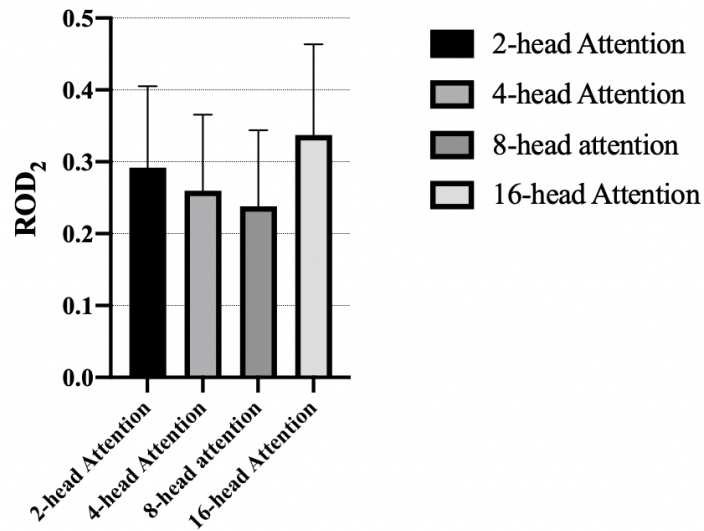 0.5
0.4
0.3
0.2
0.1
0.0
ROD2
2-head Attention
4-head Attention
8-head attention
16-head Attention
2-head Attention
4-head Attention
8-head attention
16-head Attention